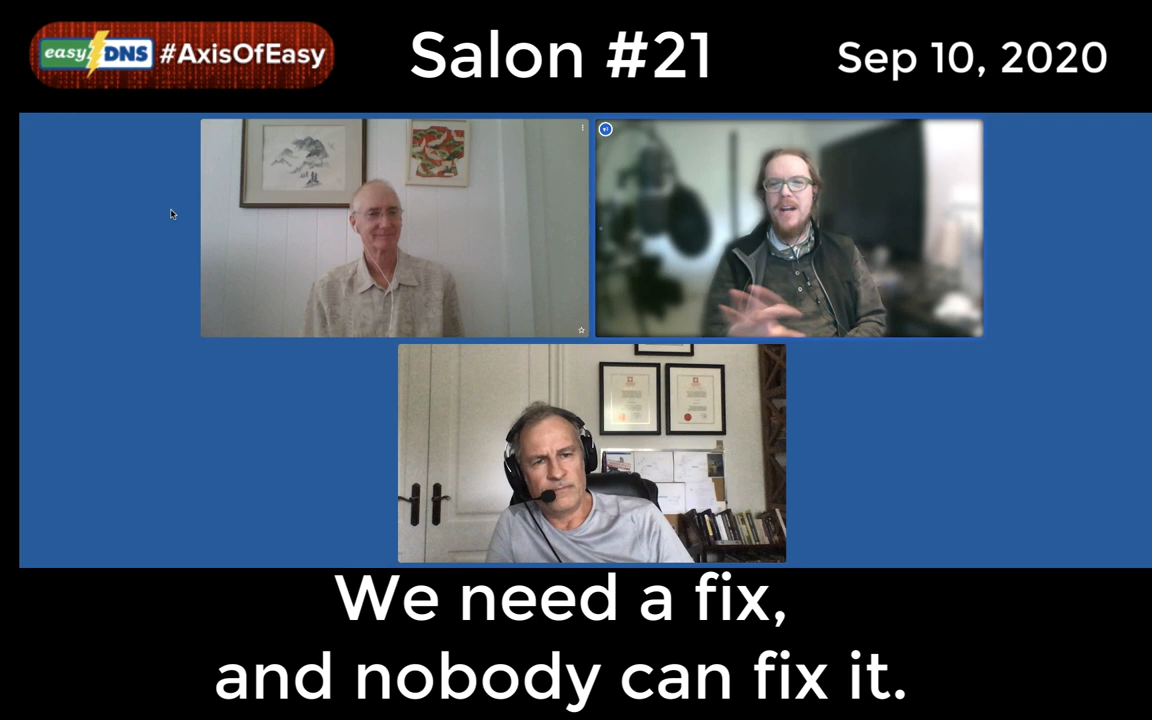 easyDNS #AxisOfEasy
Salon #21
Sep 10, 2020
We need a fix,
and nobody can fix it.